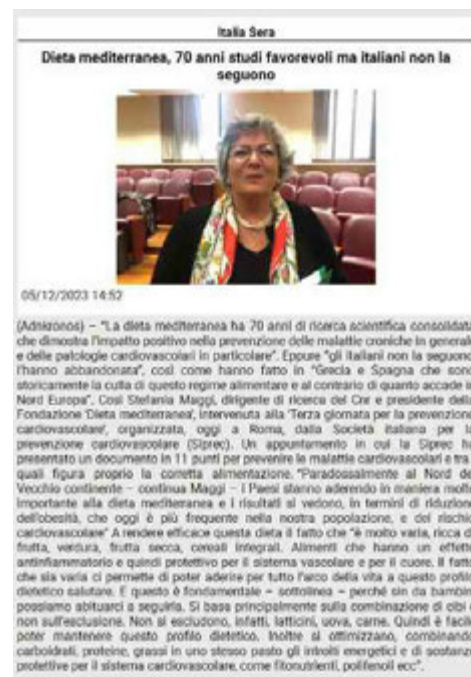 Italia Sera
Dieta mediterranea, 70 anni studi favorevoli ma italiani non la
seguono
05/12/2023 14:52
(Adnkronos) – "La dieta mediterranea ha 70 anni di ricerca scientifica consolidata
che dimostra l'impatto positivo nella prevenzione delle malattie croniche in generale
e delle patologie cardiovascolari in particolare". Eppure "gli italiani non la seguono
l'hanno abbandonata", così come hanno fatto in "Grecia e Spagna che sono
storicamente la culla di questo regime alimentare e al contrario di quanto accade
Nord Europa". Così Stefania Maggi, dirigente di ricerca del Cnr e presidente della
Fondazione 'Dieta mediterranea', intervenuta alla 'Terza giornata per la prevenzione
cardiovascolare', organizzata, oggi a Roma, dalla Società italiana per la
prevenzione cardiovascolare (Siprec). Un appuntamento in cui la Siprec ha
presentato un documento in 11 punti per prevenire le malattie cardiovascolari e tra
quali figura proprio la corretta alimentazione. "Paradossalmente al Nord del
Vecchio continente – continua Maggi – i Paesi stanno aderendo in maniera molto
importante alla dieta mediterranea e i risultati si vedono, in termini di riduzione
dell'obesità, che oggi è più frequente nella nostra popolazione, e del rischio
cardiovascolare" A rendere efficace questa dieta il fatto che "è molto varia, ricca di
frutta, verdura, frutta secca, cereali integrali. Alimenti che hanno un effetto
antinfiammatorio e quindi protettivo per il sistema vascolare e per il cuore. Il fatto
che sia varia ci permette di poter aderire per tutto l'arco della vita a questo profilo
dietetico salutare. E questo è fondamentale – sottolinea – perché sin da bambini
possiamo abituarci a seguirla. Si basa principalmente sulla combinazione di cibi e
non sull'esclusione. Non si escludono, infatti, latticini, uova, carne. Quindi è facile
poter mantenere questo profilo dietetico. Inoltre si ottimizzano, combinando
carboidrati, proteine, grassi in uno stesso pasto gli introiti energetici e di sostanze
protettive per il sistema cardiovascolare, come fitonutrienti, polifenoli ecc".